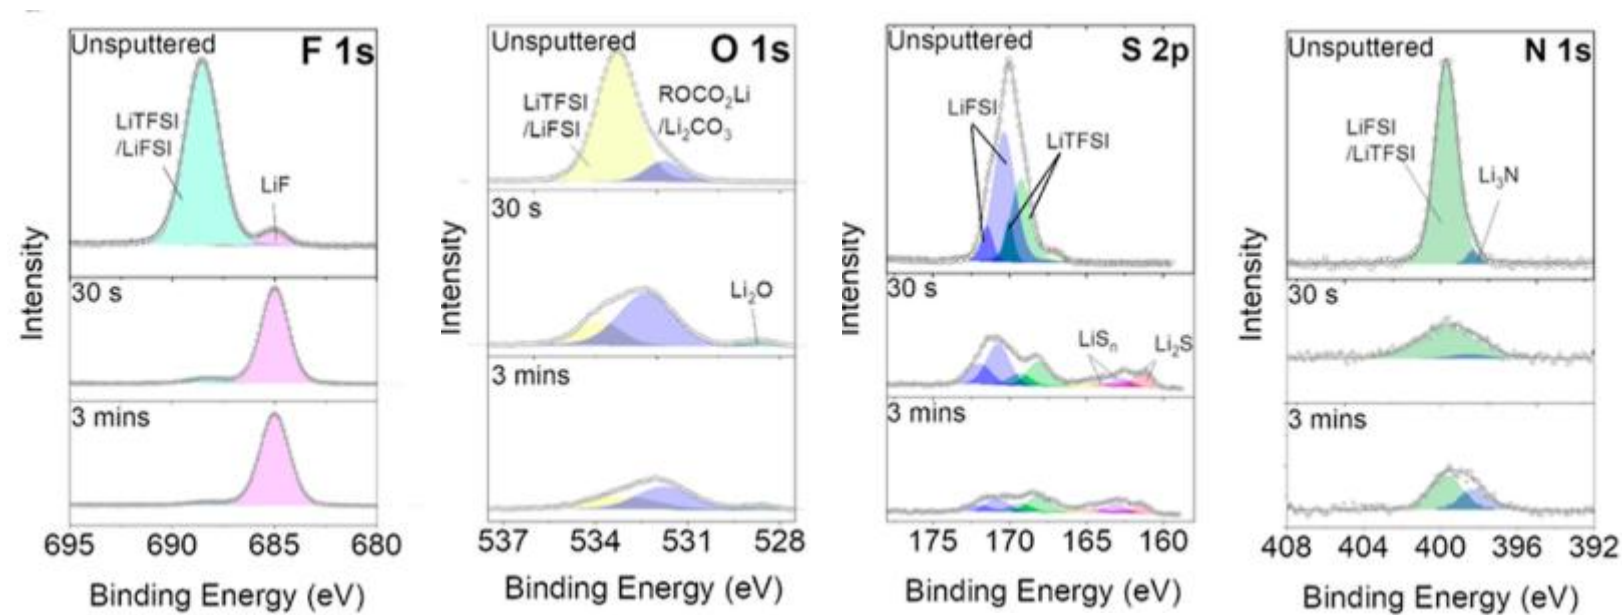 Unsputtered
F 1s
LiTFSI
/LiFSI
LiF
30 s
3 mins
Intensity
695 690 685 680
Binding Energy (eV)
Unsputtered
O 1s
LiTFSI
/LiFSI
ROCO₂Li
/Li₂CO₃
30 s
Li₂O
3 mins
Intensity
537 534 531 528
Binding Energy (eV)
Unsputtered
S 2p
LiFSI
LiTFSI
30 s
LiSₙ
Li₂S
3 mins
Intensity
175 170 165 160
Binding Energy (eV)
Unsputtered
N 1s
LiFSI
/LiTFSI
Li₃N
30 s
3 mins
Intensity
408 404 400 396 392
Binding Energy (eV)